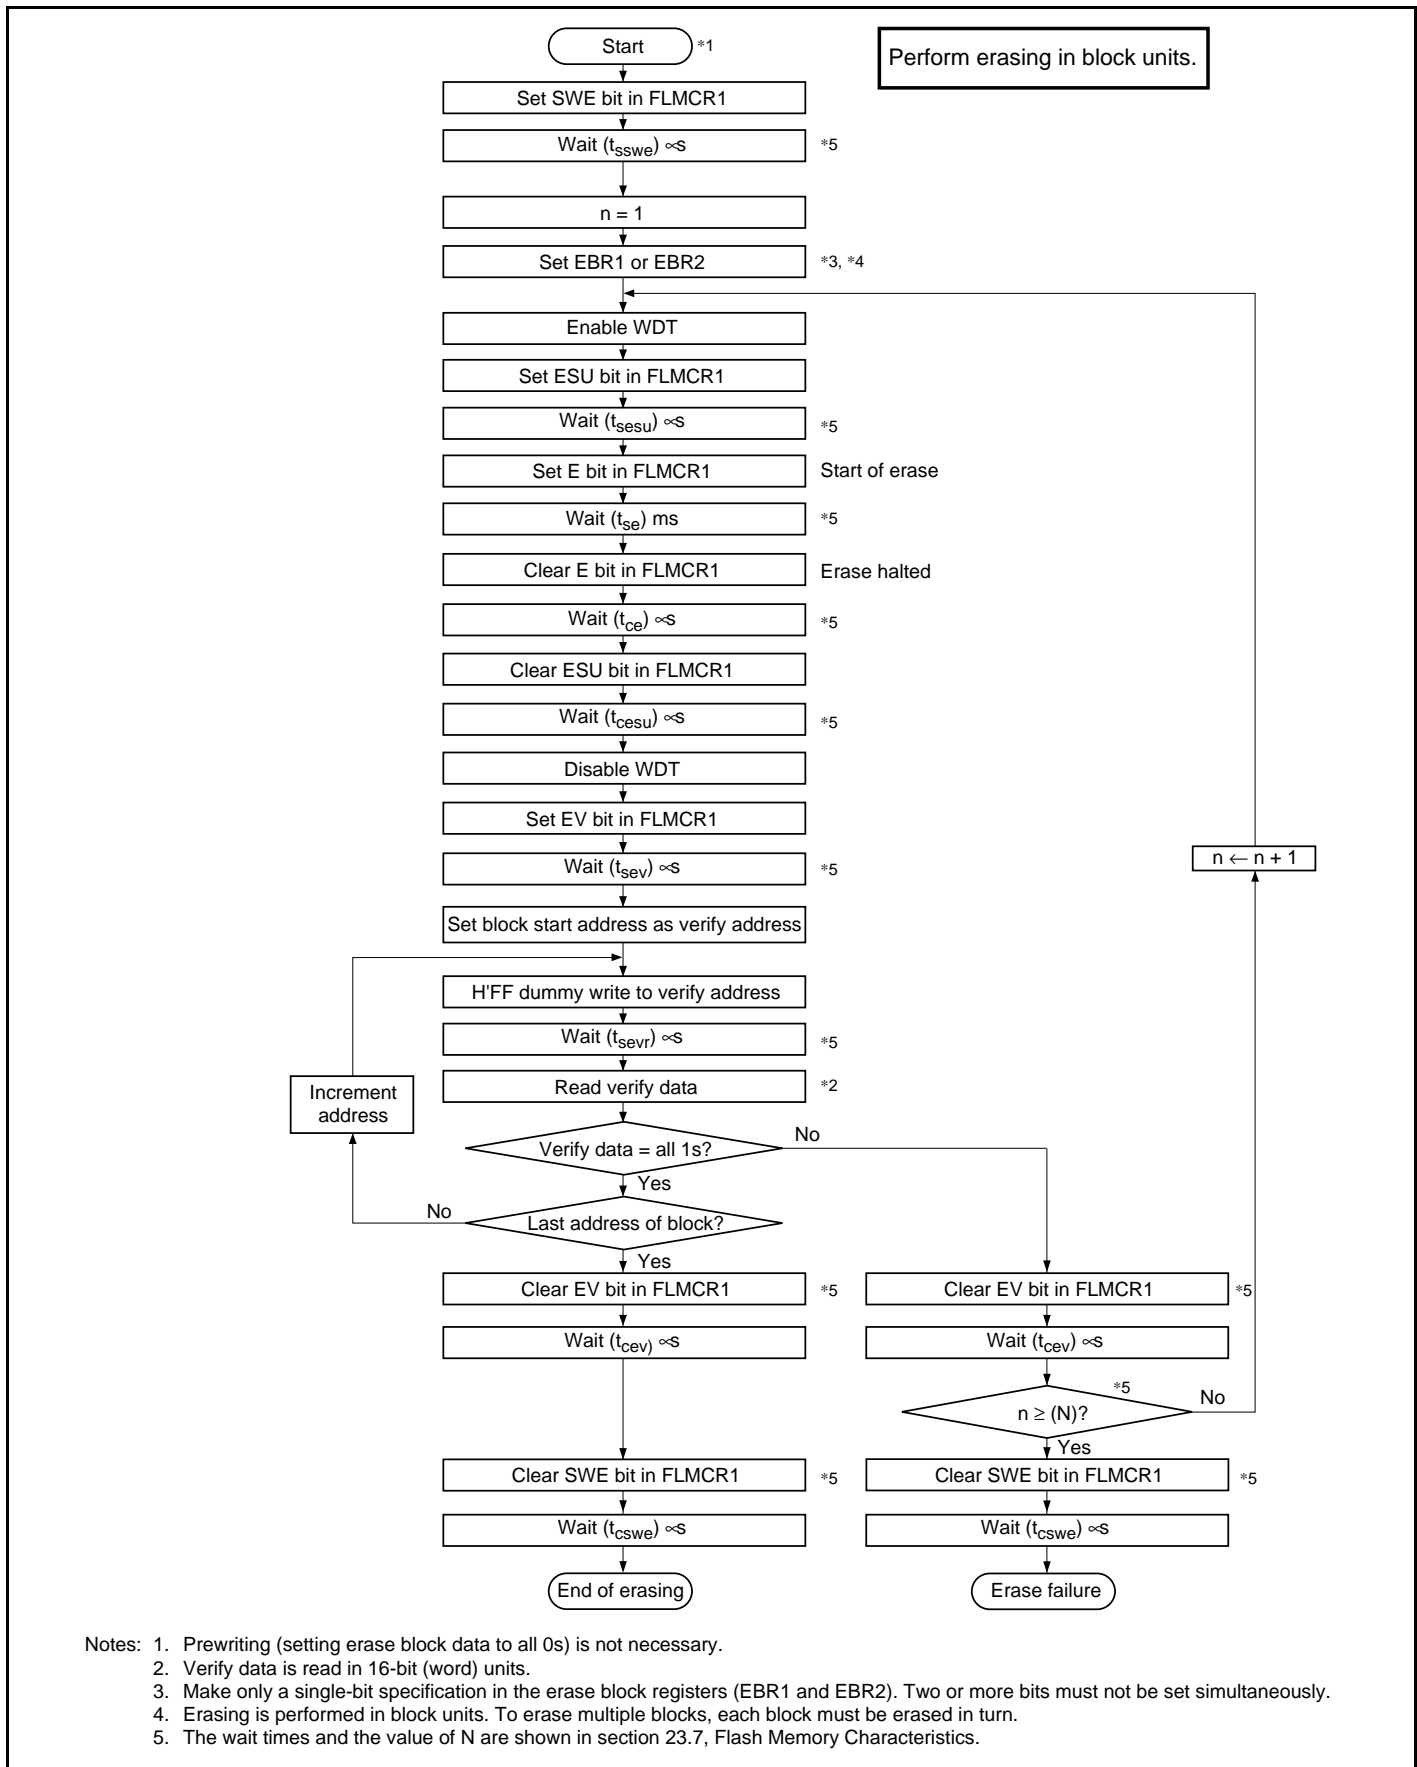 Start *1
Perform erasing in block units.
Set SWE bit in FLMCR1
Wait (tsswe) ∝s *5
n = 1
Set EBR1 or EBR2 *3, *4
Enable WDT
Set ESU bit in FLMCR1
Wait (tsesu) ∝s *5
Set E bit in FLMCR1 Start of erase
Wait (tse) ms *5
Clear E bit in FLMCR1 Erase halted
Wait (tce) ∝s *5
Clear ESU bit in FLMCR1
Wait (tcesu) ∝s *5
Disable WDT
Set EV bit in FLMCR1
Wait (tsev) ∝s *5
n ← n + 1
Set block start address as verify address
H'FF dummy write to verify address
Wait (tsevr) ∝s *5
Read verify data *2
Increment
address
Verify data = all 1s?
No
Yes
No
Last address of block?
Yes
Clear EV bit in FLMCR1 *5
Clear EV bit in FLMCR1 *5
Wait (tcev) ∝s
Wait (tcev) ∝s
*5
n ≥ (N)?
No
Yes
Clear SWE bit in FLMCR1 *5
Clear SWE bit in FLMCR1 *5
Wait (tcswe) ∝s
Wait (tcswe) ∝s
End of erasing
Erase failure
Notes: 1. Prewriting (setting erase block data to all 0s) is not necessary.
2. Verify data is read in 16-bit (word) units.
3. Make only a single-bit specification in the erase block registers (EBR1 and EBR2). Two or more bits must not be set simultaneously.
4. Erasing is performed in block units. To erase multiple blocks, each block must be erased in turn.
5. The wait times and the value of N are shown in section 23.7, Flash Memory Characteristics.